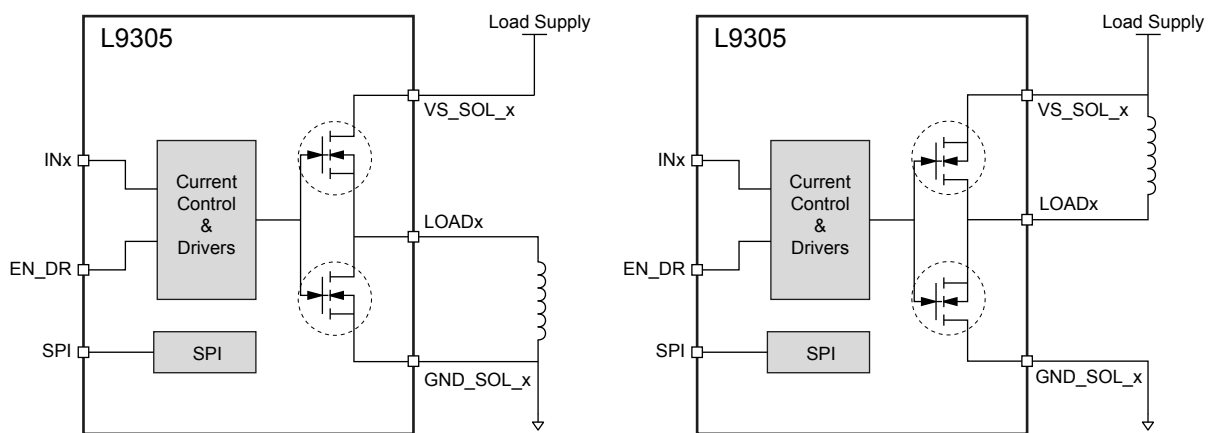 L9305
Load Supply
VS_SOL_x
INx
Current
Control
&
Drivers
LOADx
EN_DR
SPI
SPI
GND_SOL_x
L9305
Load Supply
VS_SOL_x
INx
Current
Control
&
Drivers
LOADx
EN_DR
SPI
SPI
GND_SOL_x